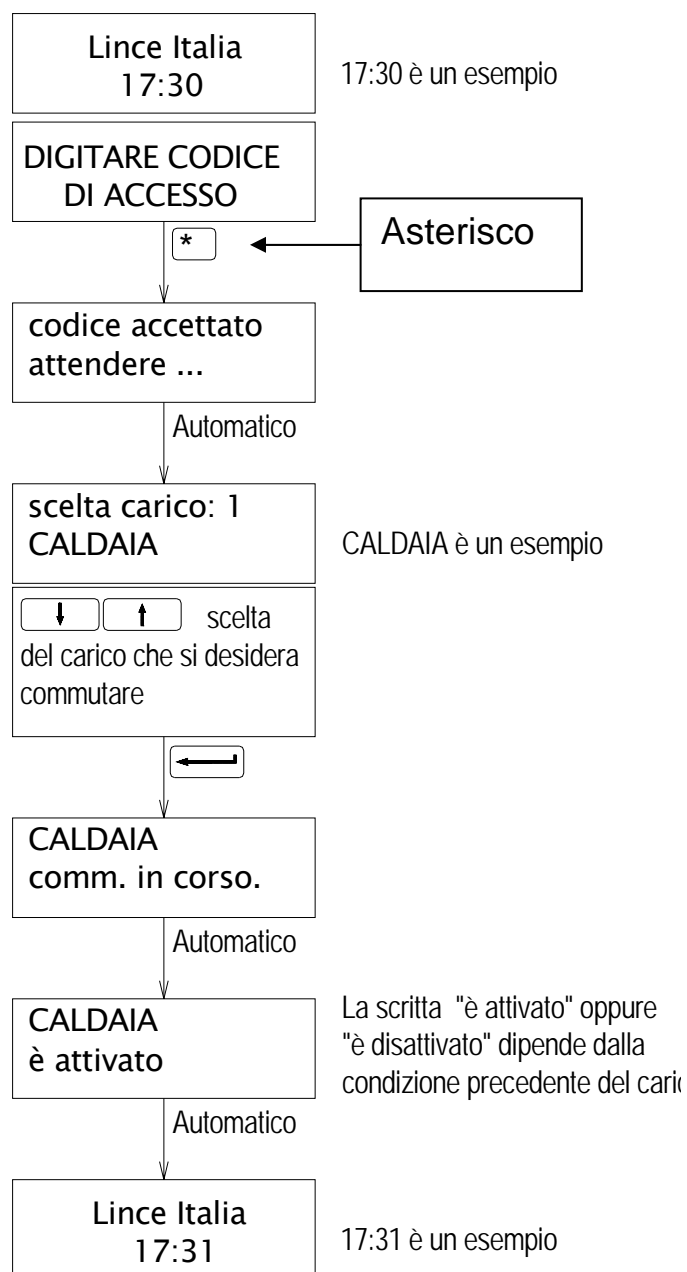 Lince Italia
17:30
17:30 è un esempio
DIGITARE CODICE
DI ACCESSO
*
Asterisco
codice accettato
attendere ...
Automatico
scelta carico: 1
CALDAIA
CALDAIA è un esempio
scelta
del carico che si desidera
commutare
CALDAIA
comm. in corso.
Automatico
CALDAIA
è attivato
La scritta "è attivato" oppure
"è disattivato" dipende dalla
condizione precedente del
Automatico
Lince Italia
17:31
17:31 è un esempio